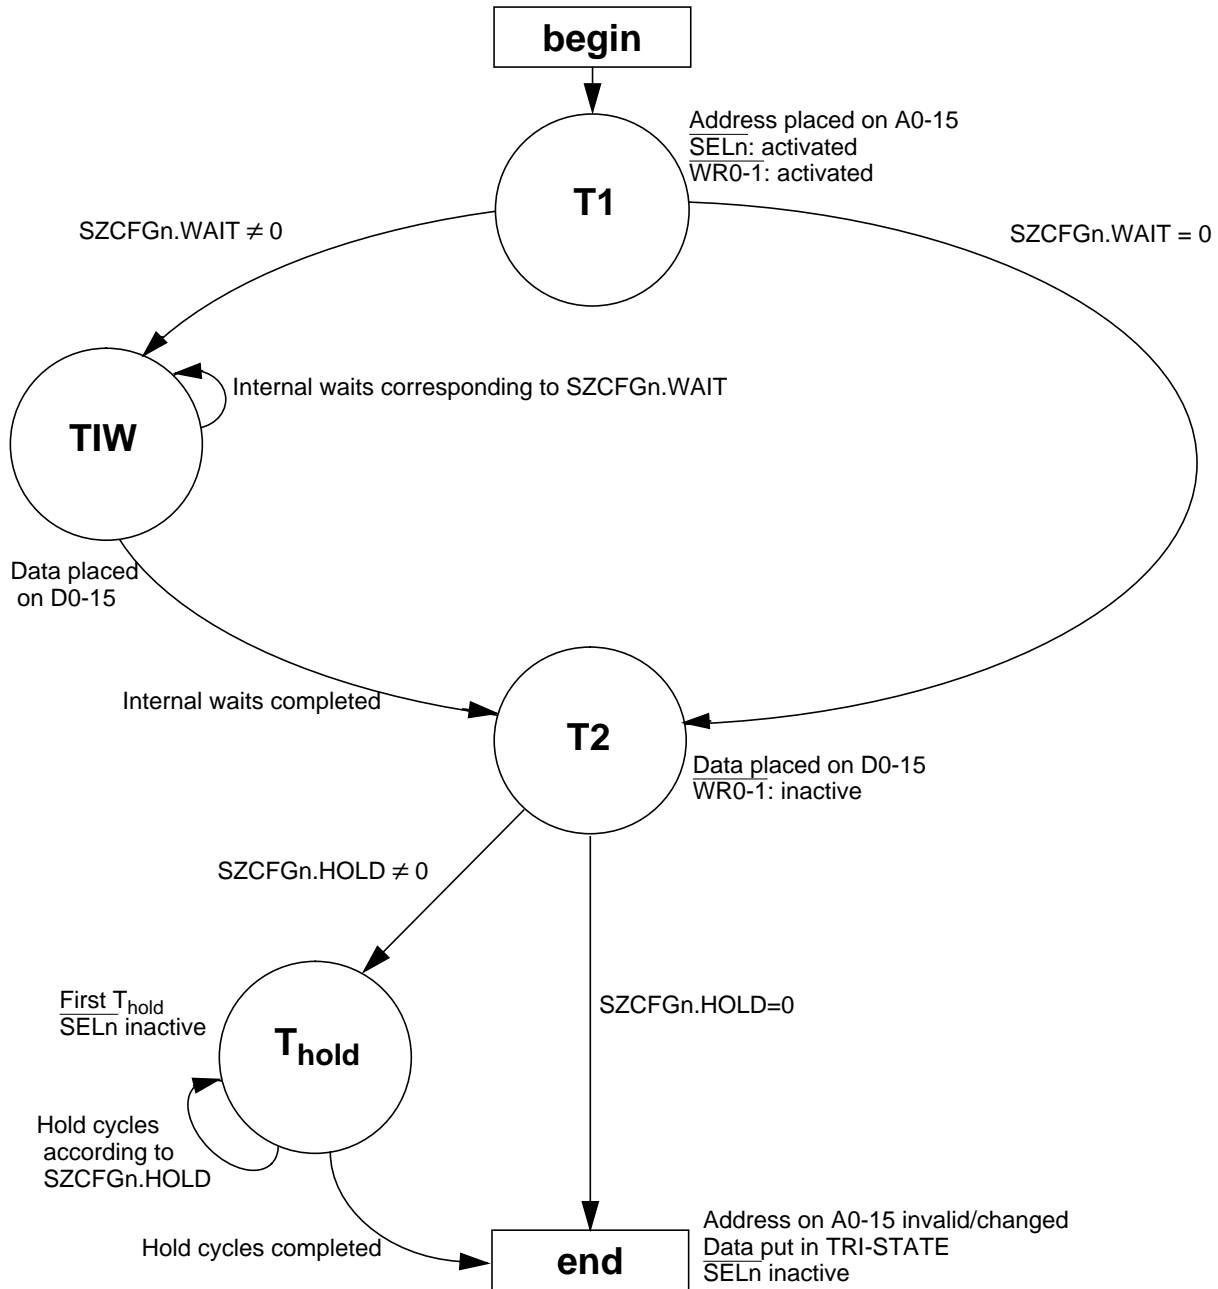 begin
Address placed on A0-15
SELn: activated
WR0-1: activated
T1
SZCFGn.WAIT ≠ 0
SZCFGn.WAIT = 0
Internal waits corresponding to SZCFGn.WAIT
TIW
Data placed
on D0-15
Internal waits completed
T2
Data placed on D0-15
WR0-1: inactive
SZCFGn.HOLD ≠ 0
First Thold
SELn inactive
SZCFGn.HOLD=0
Thold
Hold cycles
according to
SZCFGn.HOLD
Hold cycles completed
end
Address on A0-15 invalid/changed
Data put in TRI-STATE
SELn inactive